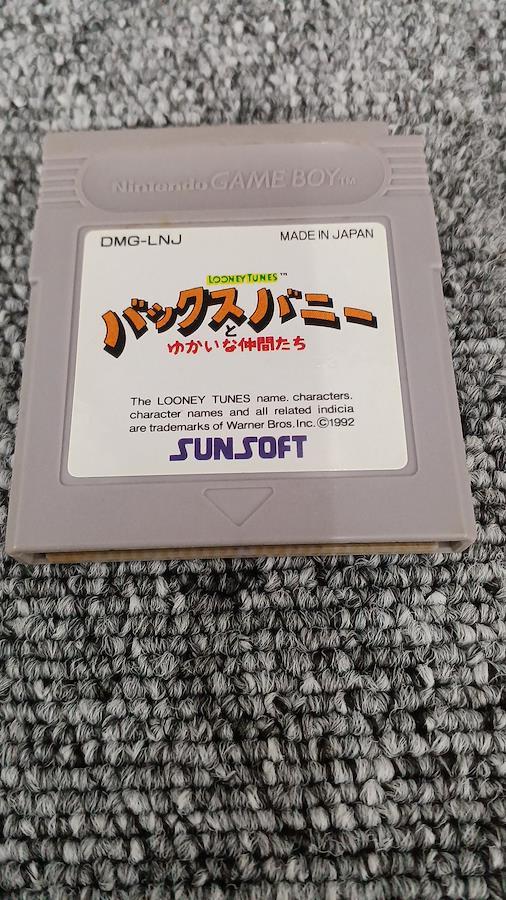 Nintendo GAME BOY TM
DMG-LNJ MADE IN JAPAN
LOONEY TUNES ™
バックスバニー
と
ゆかいな仲間たち
The LOONEY TUNES name. characters.
character names and all related indicia
are trademarks of Warner Bros.Inc.©1992
SUNSOFT